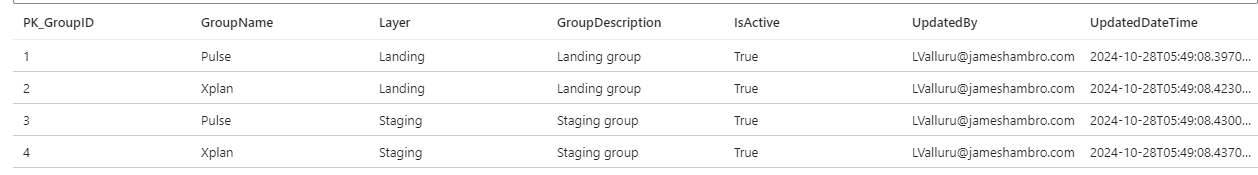 PK_GroupID GroupName Layer GroupDescription IsActive UpdatedBy UpdatedDateTime
1 Pulse Landing Landing group True LValluru@jameshambro.com 2024-10-28T05:49:08.3970...
2 Xplan Landing Landing group True LValluru@jameshambro.com 2024-10-28T05:49:08.4230...
3 Pulse Staging Staging group True LValluru@jameshambro.com 2024-10-28T05:49:08.4300...
4 Xplan Staging Staging group True LValluru@jameshambro.com 2024-10-28T05:49:08.4370...